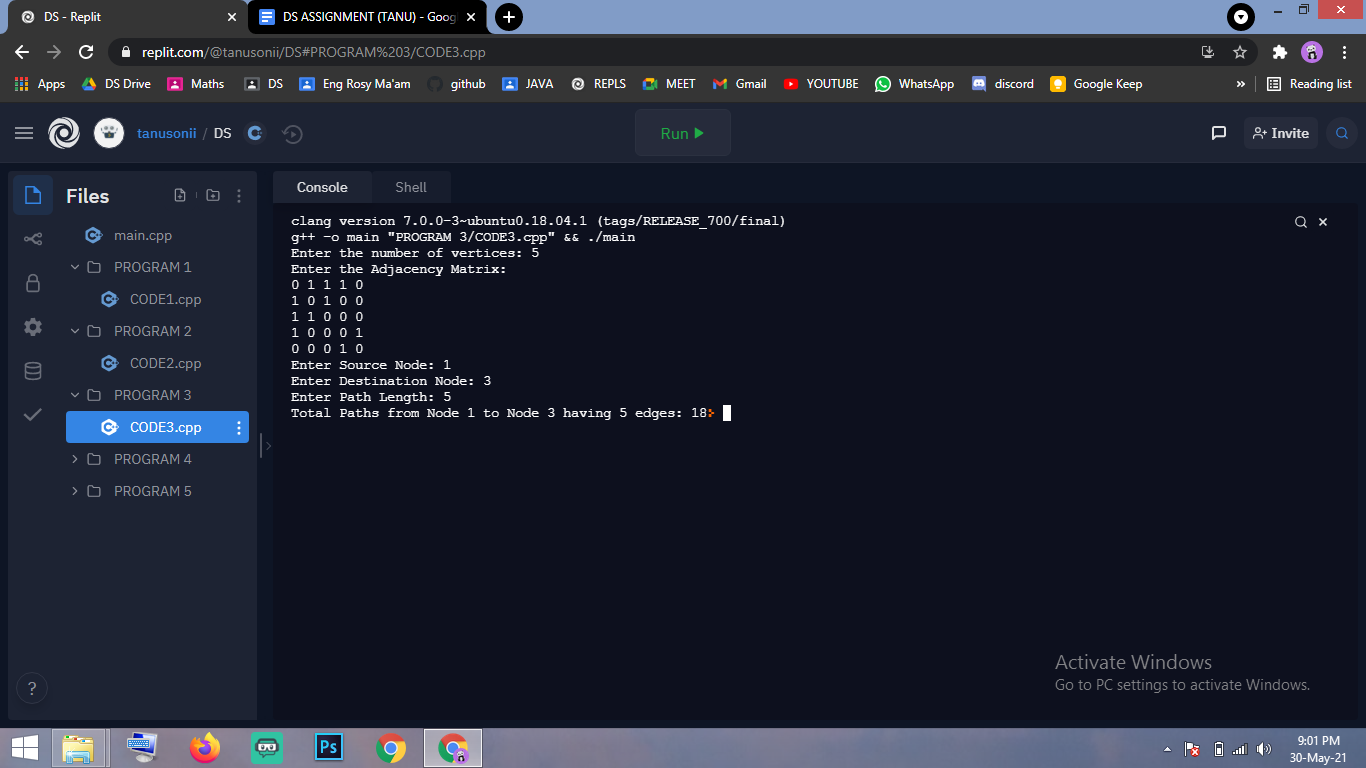 DS - Replit
DS ASSIGNMENT (TANU) - Goog
replit.com/@tanusonii/DS#PROGRAM%203/CODE3.cpp
Apps DS Drive Maths DS Eng Rosy Ma'am github JAVA REPLS MEET Gmail YOUTUBE WhatsApp discord Google Keep » Reading list
tanusonii / DS
Run
Invite
Files
main.cpp
PROGRAM 1
CODE1.cpp
PROGRAM 2
CODE2.cpp
PROGRAM 3
CODE3.cpp
PROGRAM 4
PROGRAM 5
?
Console Shell
clang version 7.0.0-3~ubuntu0.18.04.1 (tags/RELEASE_700/final)
g++ -o main "PROGRAM 3/CODE3.cpp" && ./main
Enter the number of vertices: 5
Enter the Adjacency Matrix:
0 1 1 1 0
1 0 1 0 0
1 1 0 0 0
1 0 0 0 1
0 0 0 1 0
Enter Source Node: 1
Enter Destination Node: 3
Enter Path Length: 5
Total Paths from Node 1 to Node 3 having 5 edges: 18
Activate Windows
Go to PC settings to activate Windows.
Ps
9:01 PM
30-May-21